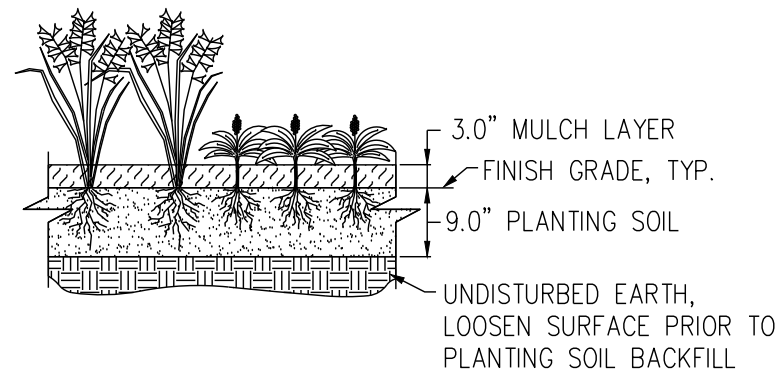 3.0" MULCH LAYER
FINISH GRADE, TYP.
9.0" PLANTING SOIL
UNDISTURBED EARTH,
LOOSEN SURFACE PRIOR TO
PLANTING SOIL BACKFILL